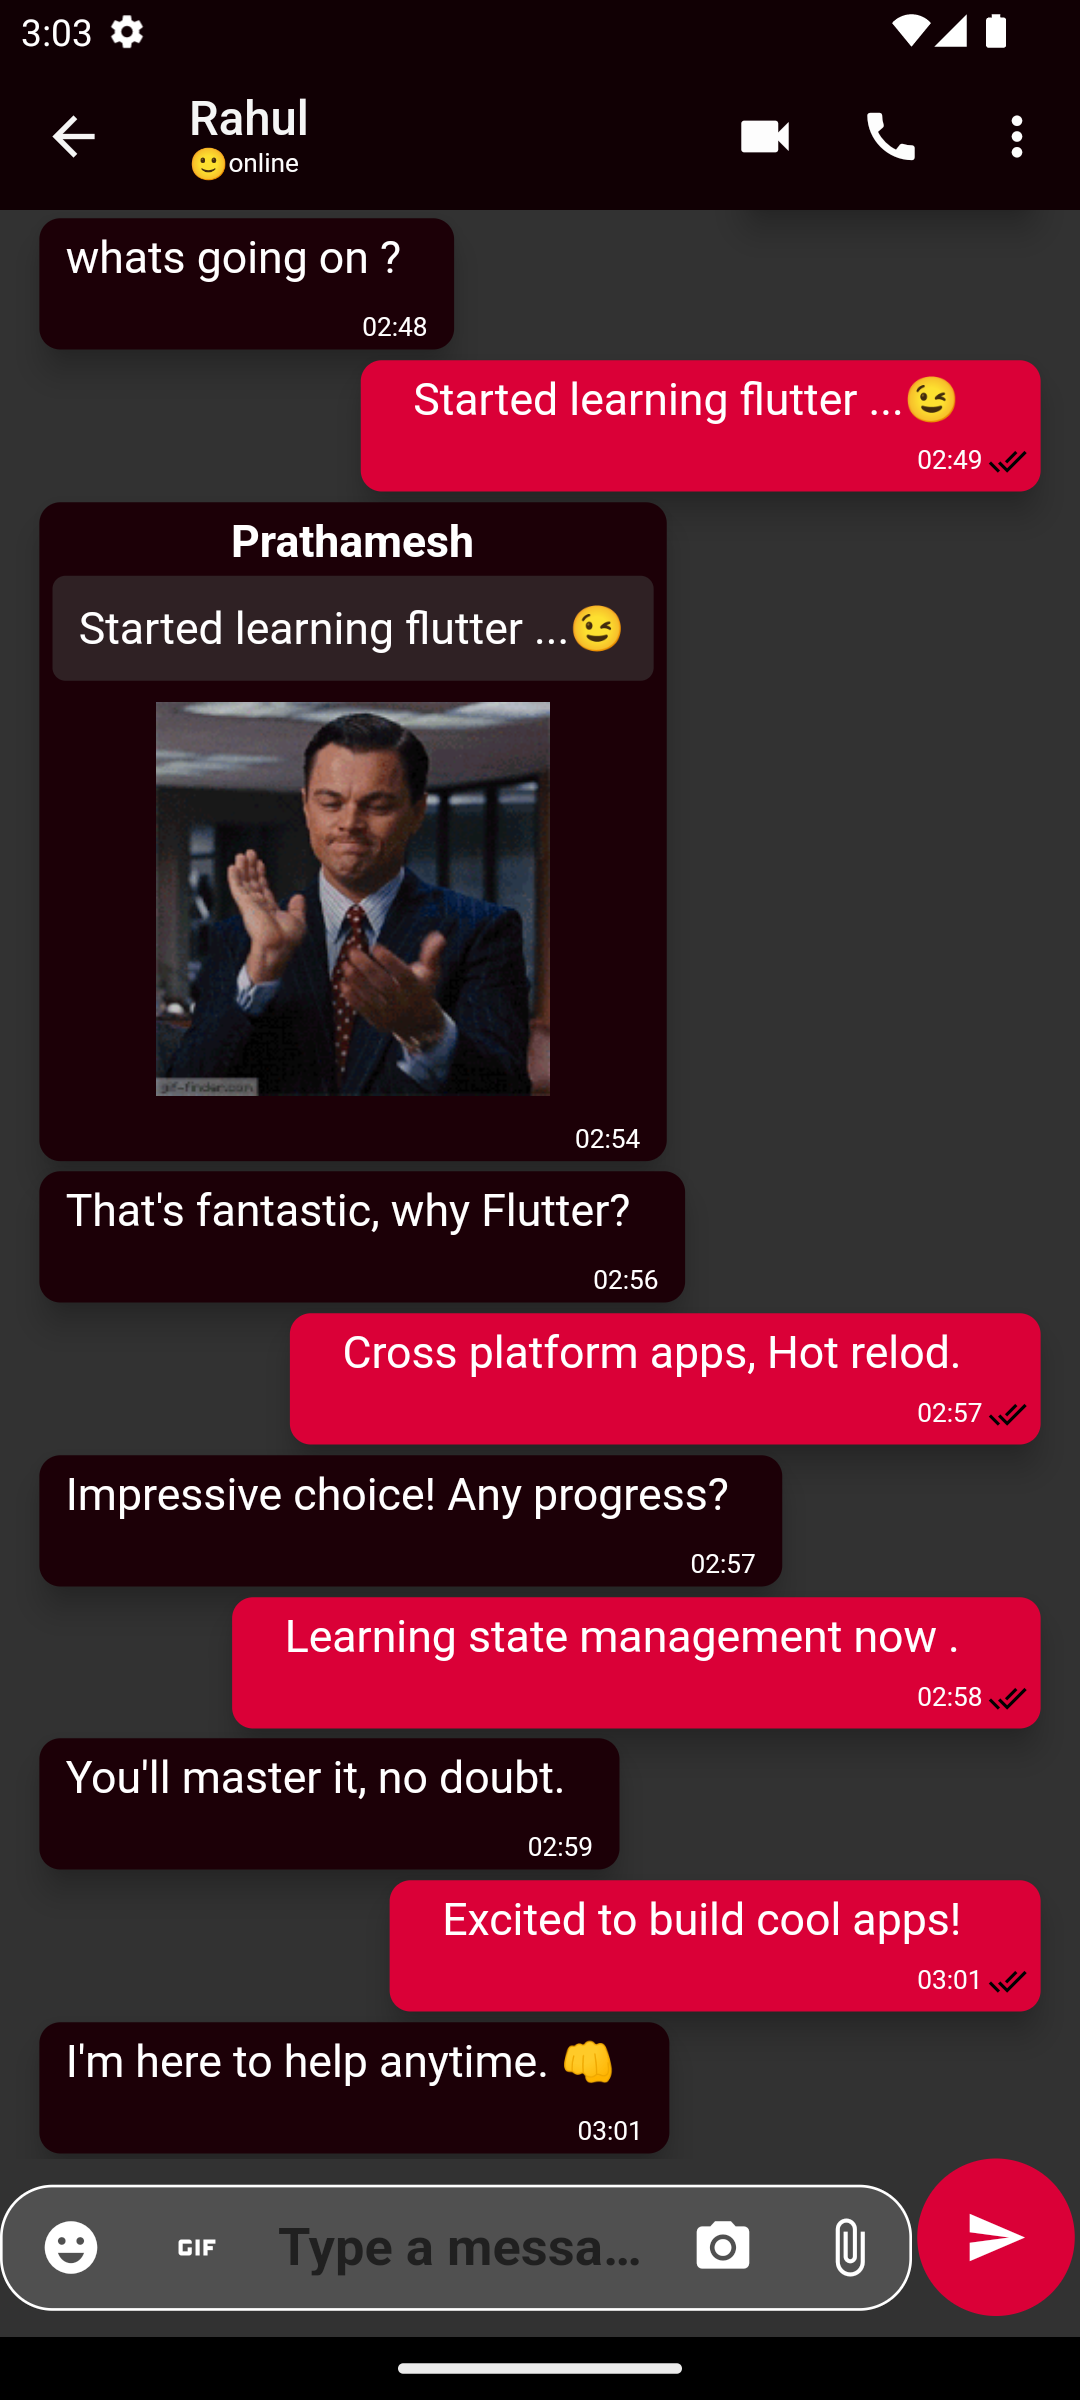 3:03
Rahul
🙂online
whats going on ?
02:48
Started learning flutter ...😉
02:49
Prathamesh
Started learning flutter ...😉
gif-finder.com
02:54
That's fantastic, why Flutter?
02:56
Cross platform apps, Hot relod.
02:57
Impressive choice! Any progress?
02:57
Learning state management now .
02:58
You'll master it, no doubt.
02:59
Excited to build cool apps!
03:01
I'm here to help anytime. 👊
03:01
GIF Type a messa...